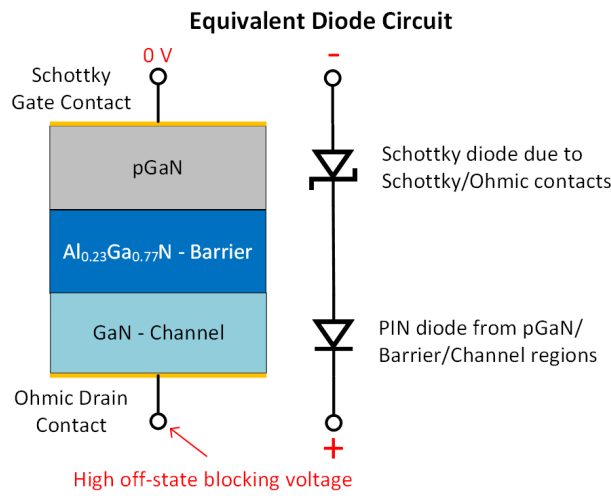 Equivalent Diode Circuit
0 V
-
Schottky
Gate Contact
pGaN
Schottky diode due to
Schottky/Ohmic contacts
Al0.23Ga0.77N - Barrier
GaN - Channel
PIN diode from pGaN/
Barrier/Channel regions
Ohmic Drain
Contact
+
High off-state blocking voltage